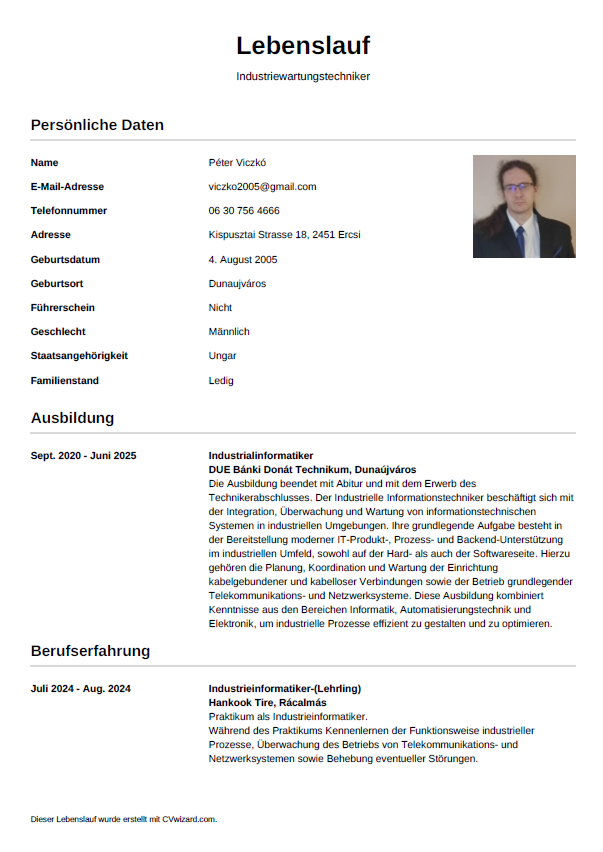 Lebenslauf
Industriewartungstechniker
Persönliche Daten
Name Péter Viczkó
E-Mail-Adresse viczko2005@gmail.com
Telefonnummer 06 30 756 4666
Adresse Kispusztai Strasse 18, 2451 Ercsi
Geburtsdatum 4. August 2005
Geburtsort Dunaujváros
Führerschein Nicht
Geschlecht Männlich
Staatsangehörigkeit Ungar
Familienstand Ledig
Ausbildung
Sept. 2020 - Juni 2025 Industrialinformatiker
DUE Bánki Donát Technikum, Dunaújváros
Die Ausbildung beendet mit Abitur und mit dem Erwerb des
Technikerabschlusses. Der Industrielle Informationstechniker beschäftigt sich mit
der Integration, Überwachung und Wartung von informationstechnischen
Systemen in industriellen Umgebungen. Ihre grundlegende Aufgabe besteht in
der Bereitstellung moderner IT-Produkt-, Prozess- und Backend-Unterstützung
im industriellen Umfeld, sowohl auf der Hard- als auch der Softwareseite. Hierzu
gehören die Planung, Koordination und Wartung der Einrichtung
kabelgebundener und kabelloser Verbindungen sowie der Betrieb grundlegender
Telekommunikations- und Netzwerksysteme. Diese Ausbildung kombiniert
Kenntnisse aus den Bereichen Informatik, Automatisierungstechnik und
Elektronik, um industrielle Prozesse effizient zu gestalten und zu optimieren.
Berufserfahrung
Juli 2024 - Aug. 2024 Industrieinformatiker-(Lehrling)
Hankook Tire, Rácalmás
Praktikum als Industrieinformatiker.
Während des Praktikums Kennenlernen der Funktionsweise industrieller
Prozesse, Überwachung des Betriebs von Telekommunikations- und
Netzwerksystemen sowie Behebung eventueller Störungen.
Dieser Lebenslauf wurde erstellt mit CVwizard.com.